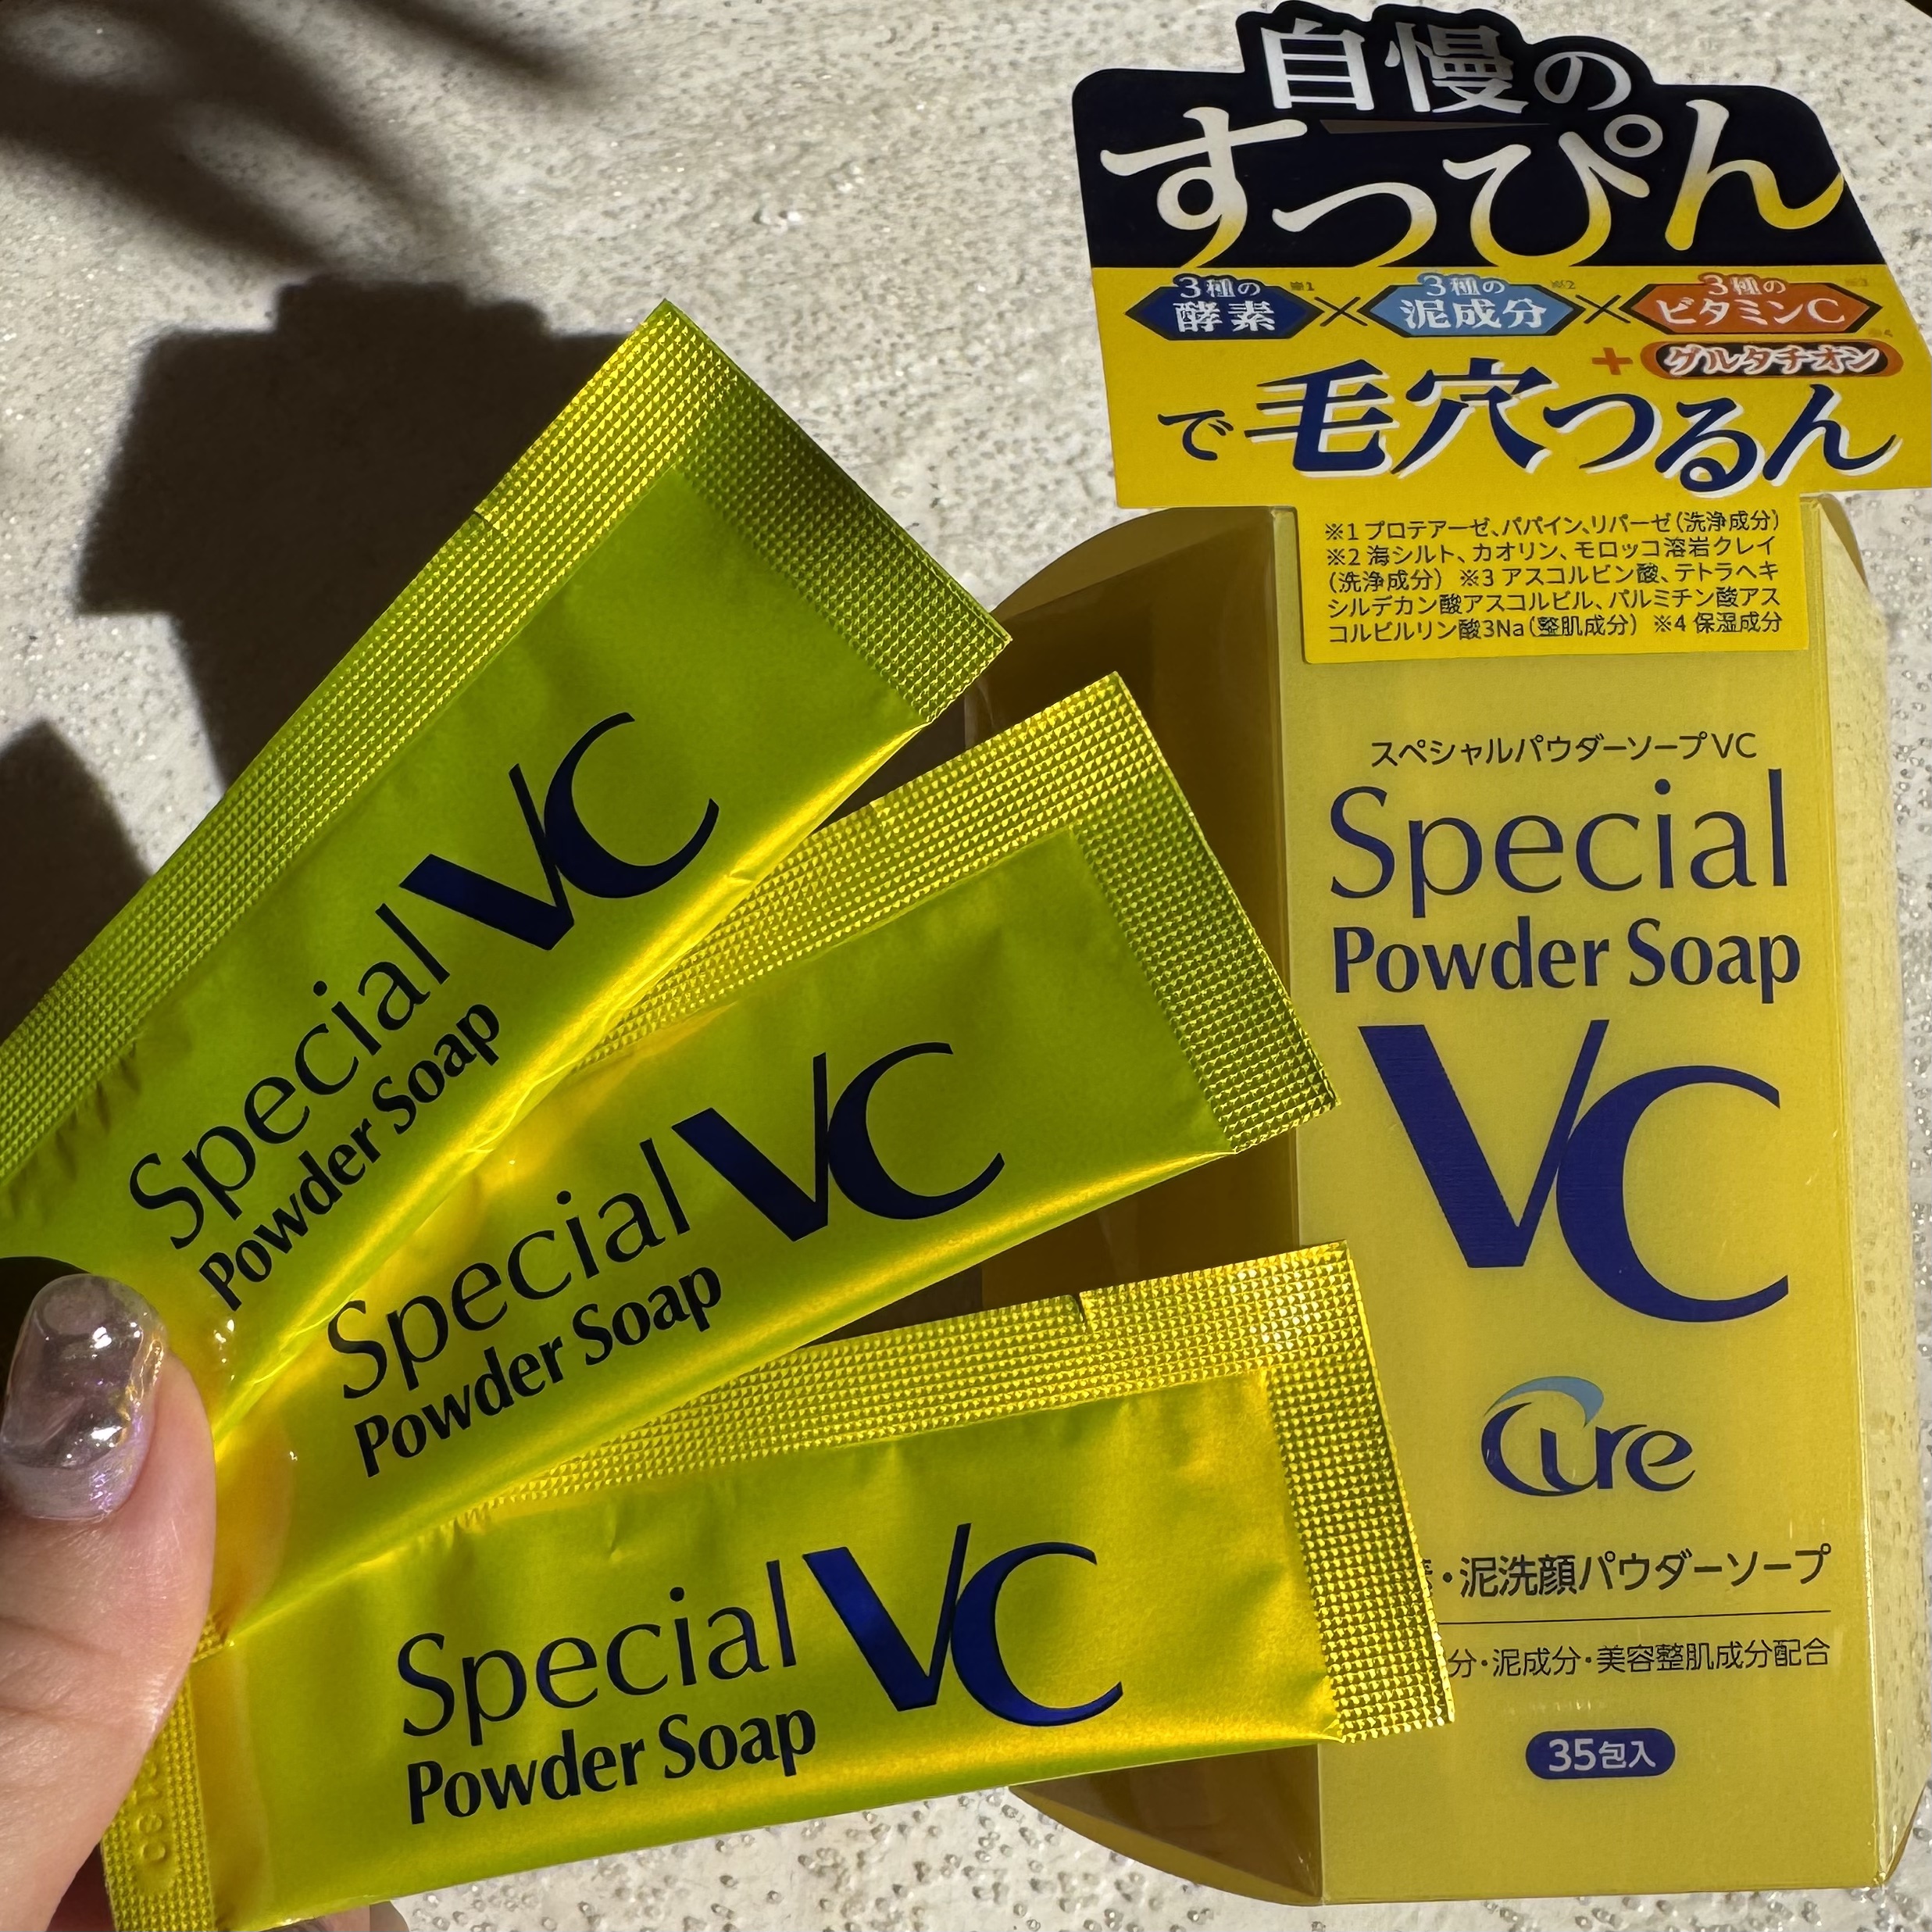 自慢の
すっぴん
3種の 酵素 ※1 × 3種の 泥成分 ※2 × 3種の ビタミンC ※3
+ グルタチオン
で毛穴つるん
※1 プロテアーゼ、パパイン、リパーゼ(洗浄成分)
※2 海シルト、カオリン、モロッコ溶岩クレイ
(洗浄成分) ※3 アスコルビン酸、テトラヘキ
シルデカン酸アスコルビル、パルミチン酸アス
コルビルリン酸3Na(整肌成分) ※4 保湿成分
スペシャルパウダーソープVC
Special
Powder Soap
VC
Cure
・泥洗顔パウダーソープ
分・泥成分・美容整肌成分配合
35包入
Special VC
Powder Soap
Special VC
Powder Soap
Special VC
Powder Soap